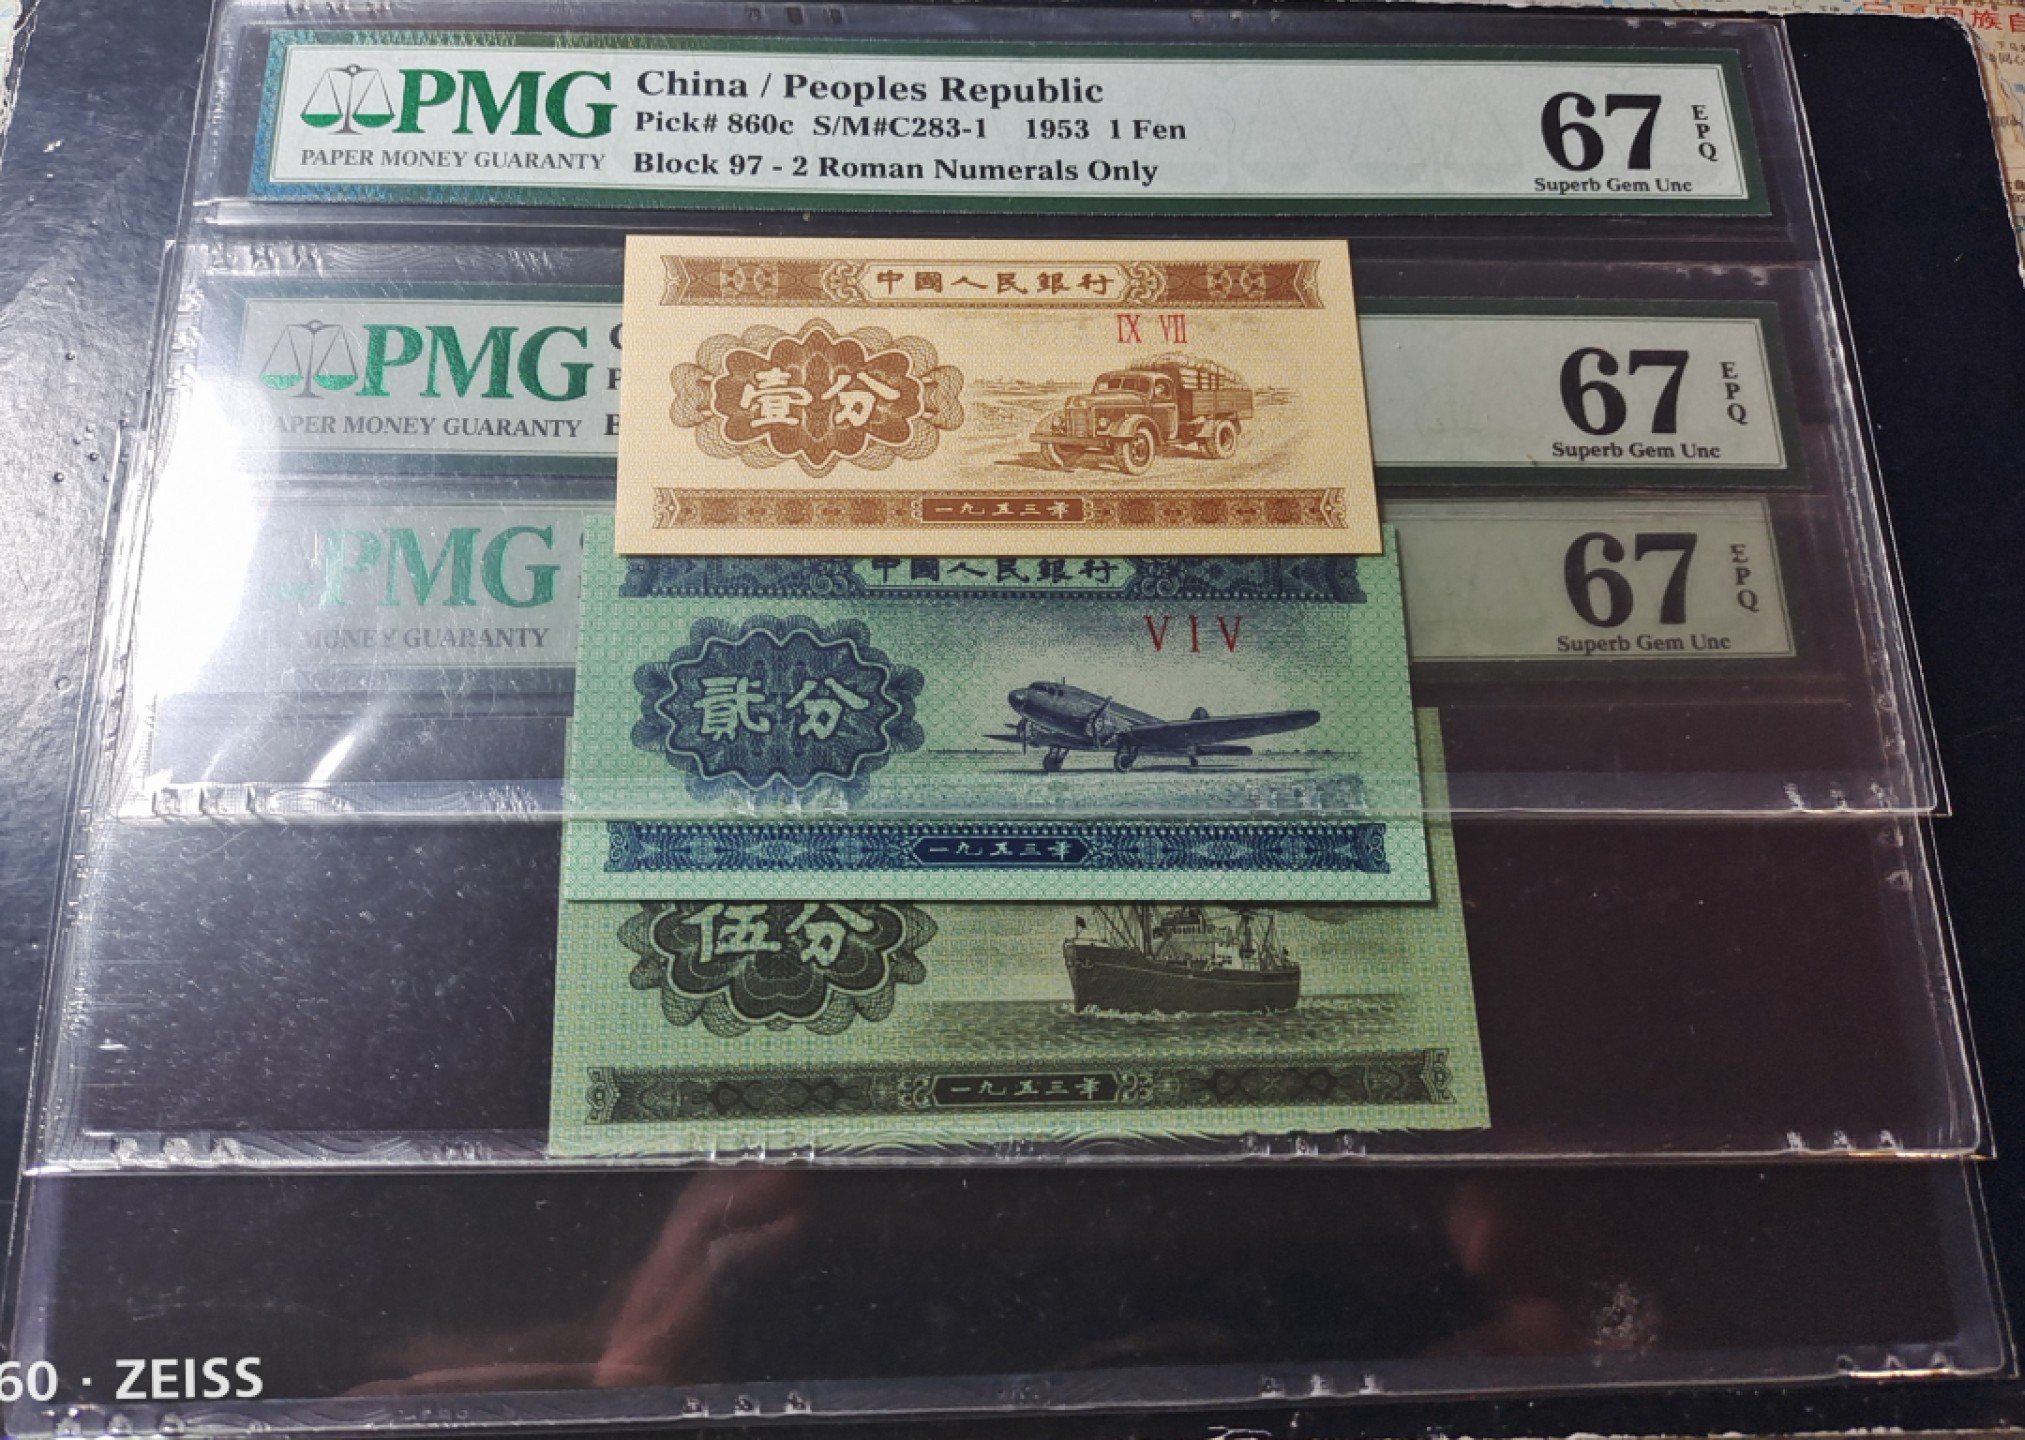 PMG
PAPER MONEY GUARANTY
China / Peoples Republic
Pick# 860c S/M#C283-1 1953 1 Fen
Block 97 - 2 Roman Numerals Only
67
EPQ
Superb Gem Unc
中國人民銀行
IX VII
壹分
一九五三年
PMG
PAPER MONEY GUARANTY
67
EPQ
Superb Gem Unc
PMG
MONEY GUARANTY
67
EPQ
Superb Gem Unc
中國人民銀行
V I V
貳分
一九五三年
伍分
一九五三年
60 · ZEISS